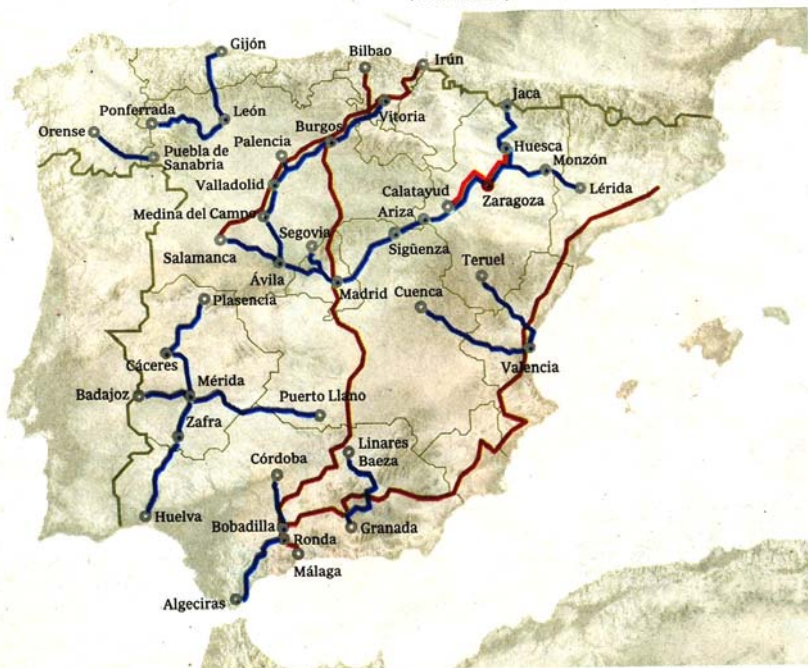 Gijón
Bilbao
Irún
Jaca
Ponferrada
León
Orense
Burgos
Vitoria
Palencia
Huesca
Puebla de
Sanabria
Monzón
Valladolid
Calatayud
Lérida
Zaragoza
Medina del Campo
Ariza
Segovia
Sigüenza
Salamanca
Teruel
Ávila
Madrid
Cuenca
Plasencia
Cáceres
Valencia
Badajoz
Mérida
Puerto Llano
Zafra
Linares
Baeza
Córdoba
Huelva
Bobadilla
Granada
Ronda
Málaga
Algeciras